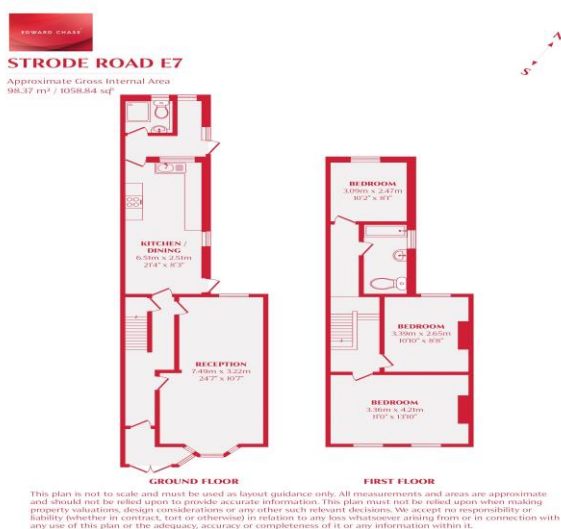 EDWARD CHASE
STRODE ROAD E7
Approximate Gross Internal Area
98.37 m² / 1058.84 sqft
N
S
BEDROOM
3.09m x 2.47m
10'2" x 8'1"
KITCHEN /
DINING
6.51m x 2.51m
21'4" x 8'3"
BEDROOM
3.39m x 2.65m
10'10" x 8'8"
RECEPTION
7.49m x 3.22m
24'7" x 10'7"
BEDROOM
3.36m x 4.21m
11'0" x 13'10"
GROUND FLOOR
FIRST FLOOR
This plan is not to scale and must be used as layout guidance only. All measurements and areas are approximate
and should not be relied upon to provide accurate information. This plan must not be relied upon when making
property valuations, design considerations or any other such relevant decisions. We accept no responsibility or
liability (whether in contract, tort or otherwise) in relation to any loss whatsoever arising from or in connection with
any use of this plan or the adequacy, accuracy or completeness of it or any information within it.